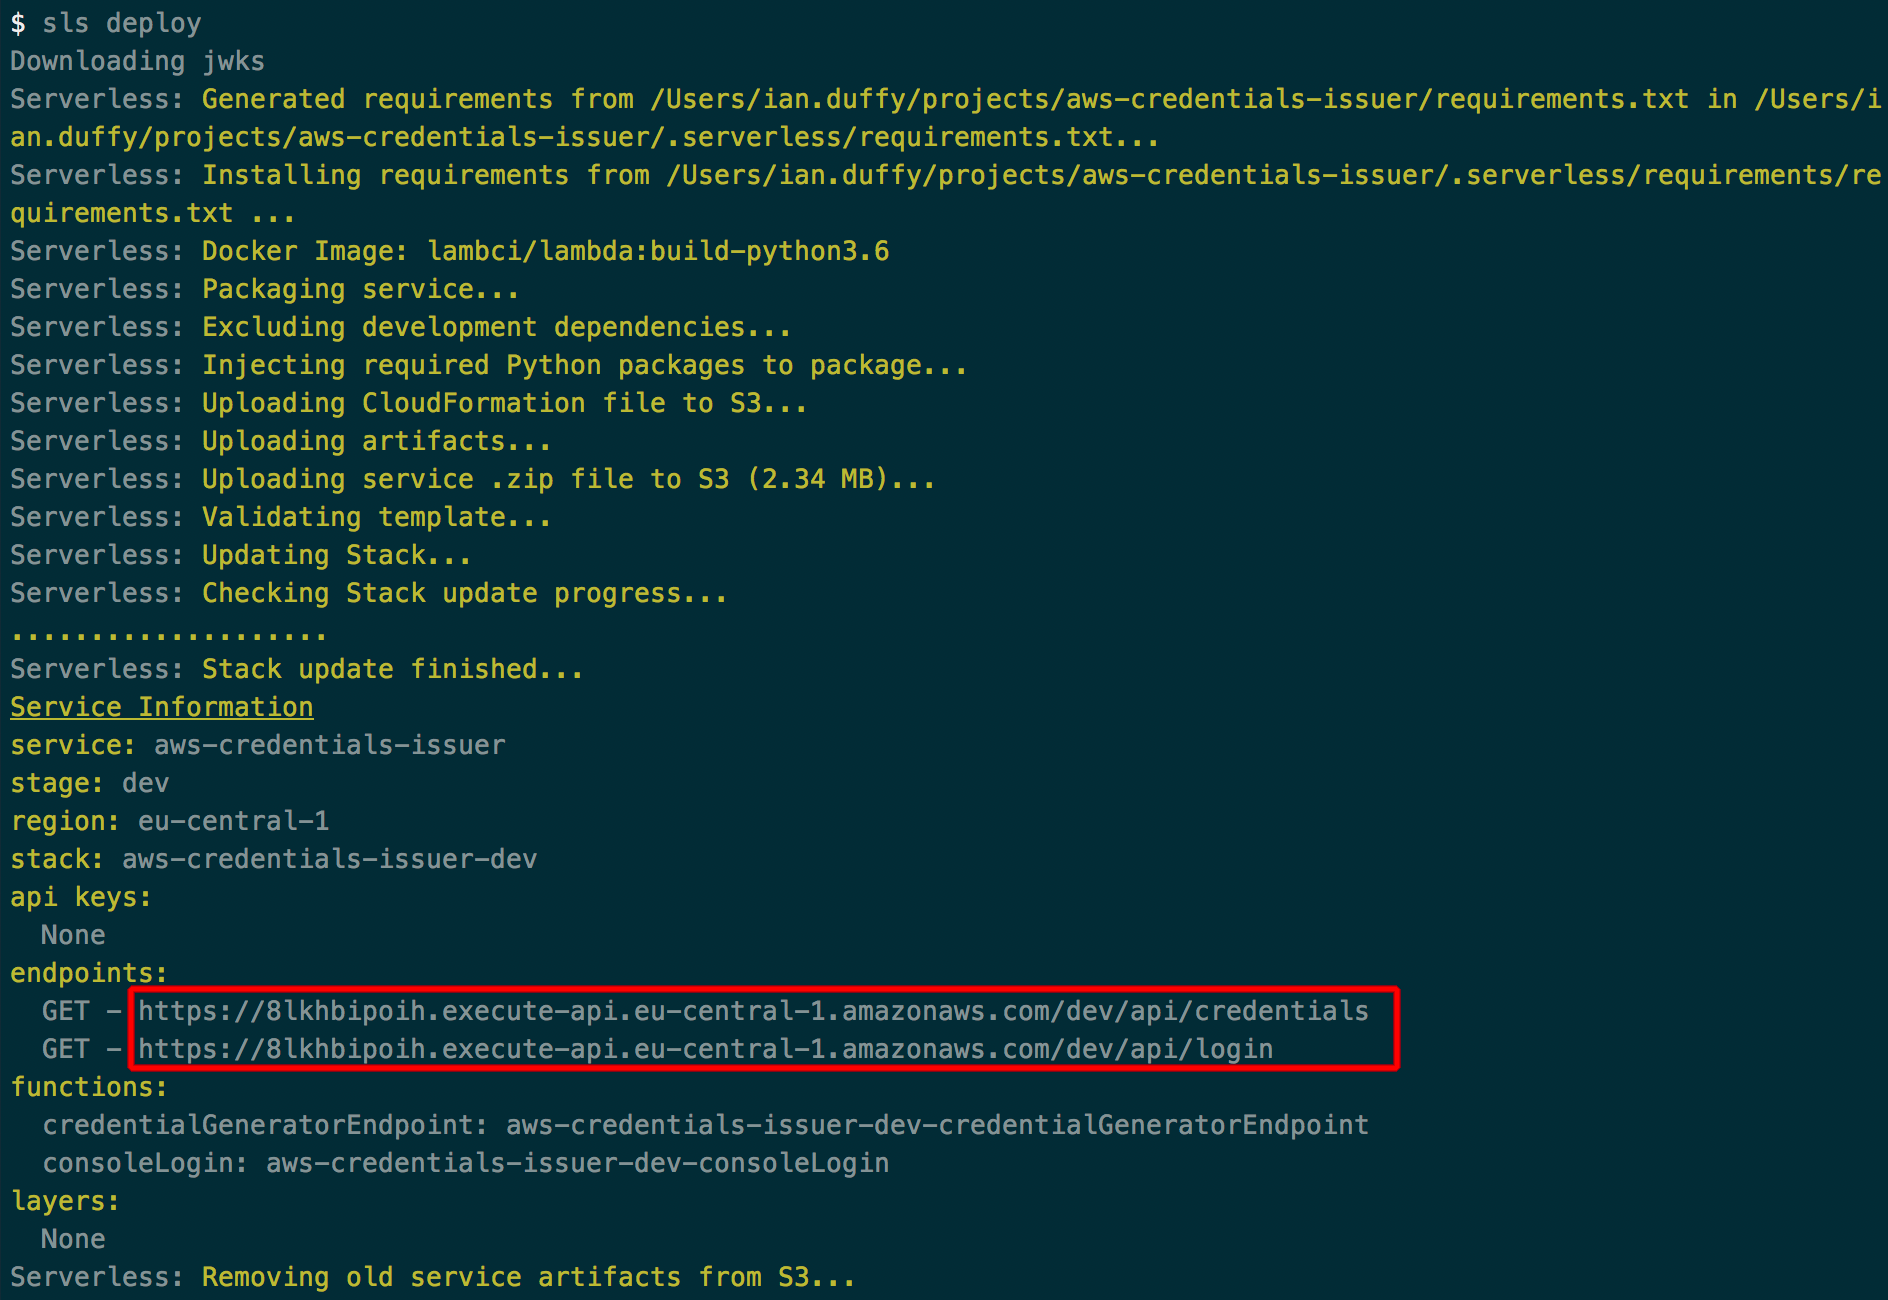 $ sls deploy
Downloading jwks
Serverless: Generated requirements from /Users/ian.duffy/projects/aws-credentials-issuer/requirements.txt in /Users/i
an.duffy/projects/aws-credentials-issuer/.serverless/requirements.txt...
Serverless: Installing requirements from /Users/ian.duffy/projects/aws-credentials-issuer/.serverless/requirements/re
quirements.txt ...
Serverless: Docker Image: lambci/lambda:build-python3.6
Serverless: Packaging service...
Serverless: Excluding development dependencies...
Serverless: Injecting required Python packages to package...
Serverless: Uploading CloudFormation file to S3...
Serverless: Uploading artifacts...
Serverless: Uploading service .zip file to S3 (2.34 MB)...
Serverless: Validating template...
Serverless: Updating Stack...
Serverless: Checking Stack update progress...
....................
Serverless: Stack update finished...
Service Information
service: aws-credentials-issuer
stage: dev
region: eu-central-1
stack: aws-credentials-issuer-dev
api keys:
  None
endpoints:
  GET - https://8lkhbipoih.execute-api.eu-central-1.amazonaws.com/dev/api/credentials
  GET - https://8lkhbipoih.execute-api.eu-central-1.amazonaws.com/dev/api/login
functions:
  credentialGeneratorEndpoint: aws-credentials-issuer-dev-credentialGeneratorEndpoint
  consoleLogin: aws-credentials-issuer-dev-consoleLogin
layers:
  None
Serverless: Removing old service artifacts from S3...